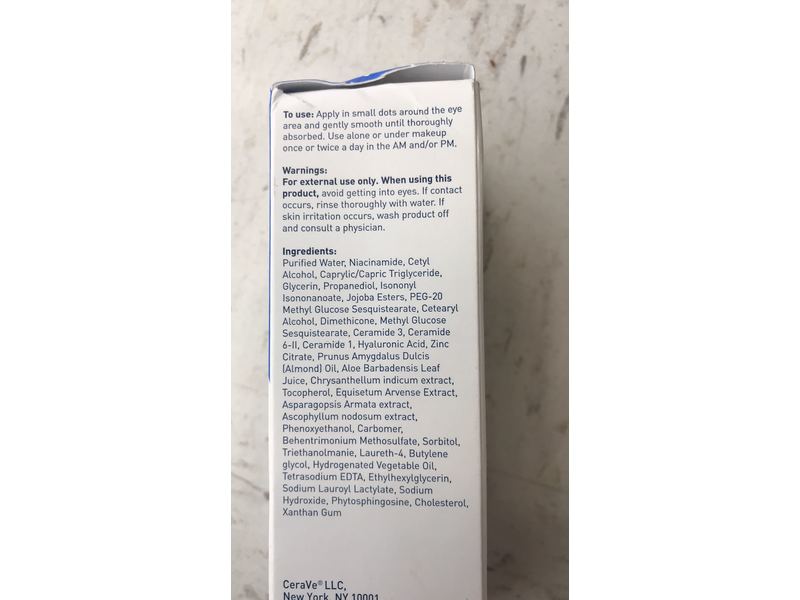 To use: Apply in small dots around the eye
area and gently smooth until thoroughly
absorbed. Use alone or under makeup
once or twice a day in the AM and/or PM.
Warnings:
For external use only. When using this
product, avoid getting into eyes. If contact
occurs, rinse thoroughly with water. If
skin irritation occurs, wash product off
and consult a physician.
Ingredients:
Purified Water, Niacinamide, Cetyl
Alcohol, Caprylic/Capric Triglyceride,
Glycerin, Propanediol, Isononyl
Isononanoate, Jojoba Esters, PEG-20
Methyl Glucose Sesquistearate, Cetearyl
Alcohol, Dimethicone, Methyl Glucose
Sesquistearate, Ceramide 3, Ceramide
6-II, Ceramide 1, Hyaluronic Acid, Zinc
Citrate, Prunus Amygdalus Dulcis
(Almond) Oil, Aloe Barbadensis Leaf
Juice, Chrysanthellum indicum extract,
Tocopherol, Equisetum Arvense Extract,
Asparagopsis Armata extract,
Ascophyllum nodosum extract,
Phenoxyethanol, Carbomer,
Behentrimonium Methosulfate, Sorbitol,
Triethanolmanie, Laureth-4, Butylene
glycol, Hydrogenated Vegetable Oil,
Tetrasodium EDTA, Ethylhexylglycerin,
Sodium Lauroyl Lactylate, Sodium
Hydroxide, Phytosphingosine, Cholesterol,
Xanthan Gum
CeraVe® LLC,
New York, NY 10001